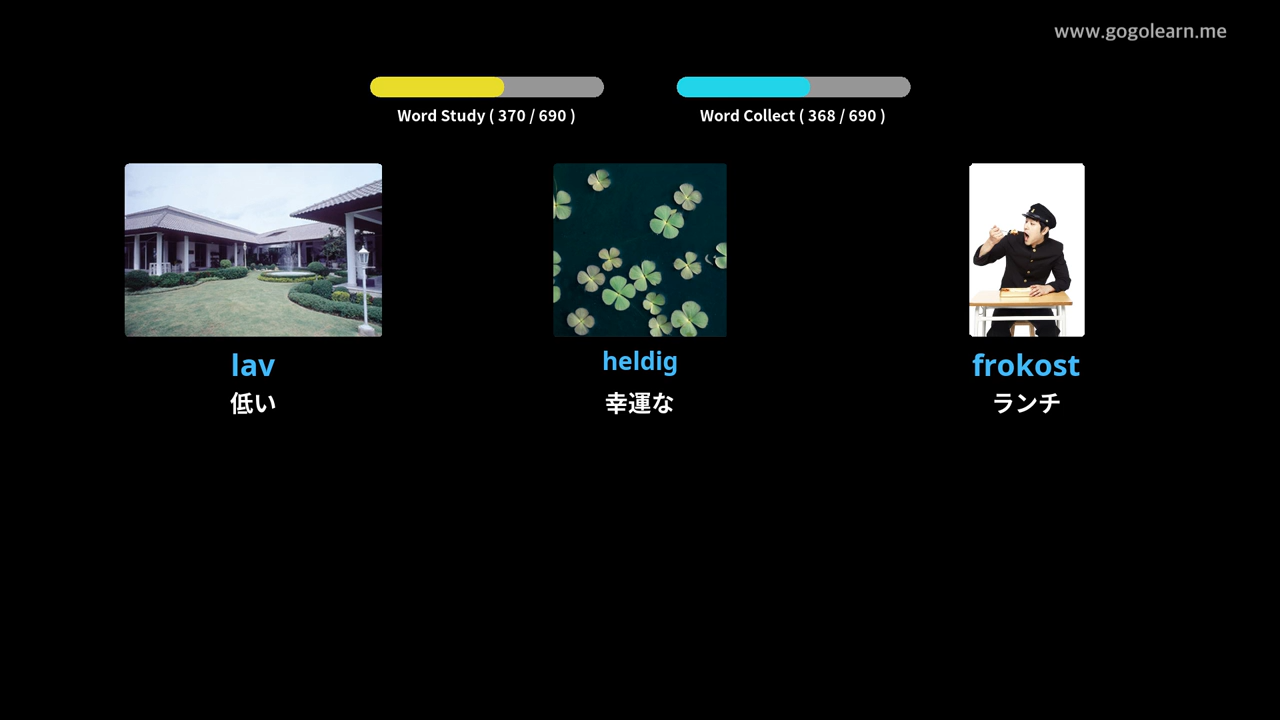 www.gogolearn.me
Word Study ( 370 / 690 )
Word Collect ( 368 / 690 )
lav
低い
heldig
幸運な
frokost
ランチ